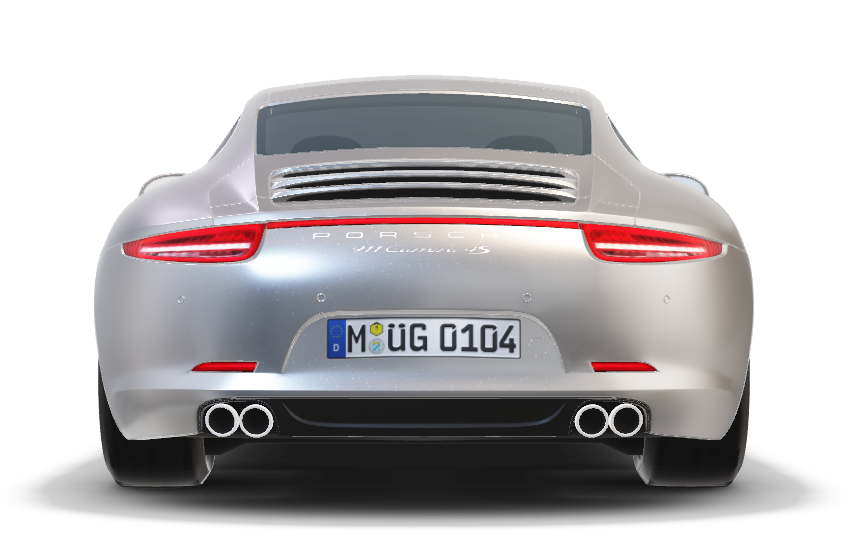 PORSCHE
911 Carrera 4S
D
M ÜG 0104